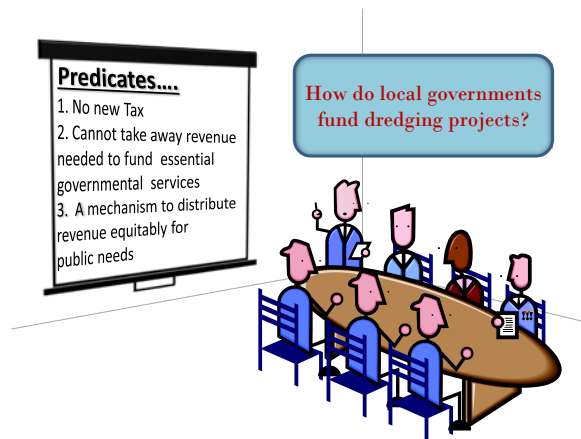 Predicates....
1. No new Tax
2. Cannot take away revenue
needed to fund essential
governmental services
3. A mechanism to distribute
revenue equitably for
public needs
How do local governments
fund dredging projects?